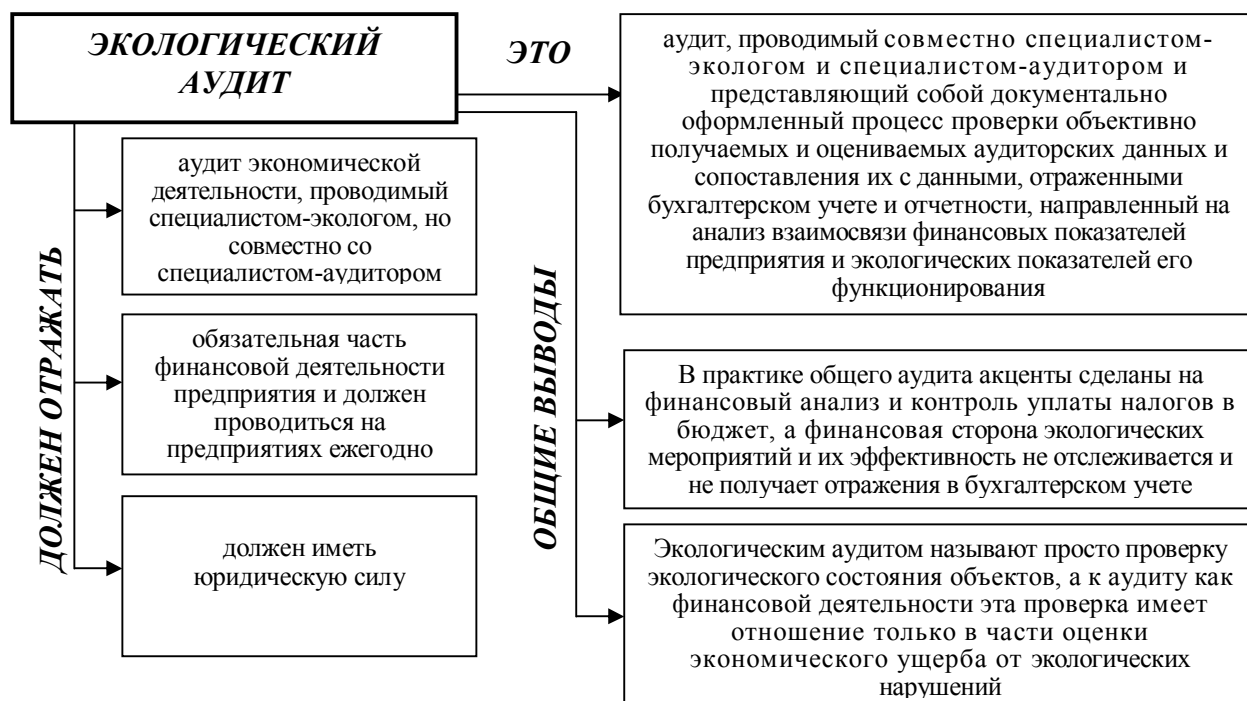 ЭКОЛОГИЧЕСКИЙ
АУДИТ
ЭТО
аудит, проводимый совместно специалистом-
экологом и специалистом-аудитором и
представляющий собой документально
оформленный процесс проверки объективно
получаемых и оцениваемых аудиторских данных и
сопоставления их с данными, отраженными
бухгалтерском учете и отчетности, направленный на
анализ взаимосвязи финансовых показателей
предприятия и экологических показателей его
функционирования
ДОЛЖЕН ОТРАЖАТЬ
аудит экономической
деятельности, проводимый
специалистом-экологом, но
совместно со
специалистом-аудитором
обязательная часть
финансовой деятельности
предприятия и должен
проводиться на
предприятиях ежегодно
должен иметь
юридическую силу
ОБЩИЕ ВЫВОДЫ
В практике общего аудита акценты сделаны на
финансовый анализ и контроль уплаты налогов в
бюджет, а финансовая сторона экологических
мероприятий и их эффективность не отслеживается и
не получает отражения в бухгалтерском учете
Экологическим аудитом называют просто проверку
экологического состояния объектов, а к аудиту как
финансовой деятельности эта проверка имеет
отношение только в части оценки
экономического ущерба от экологических
нарушений